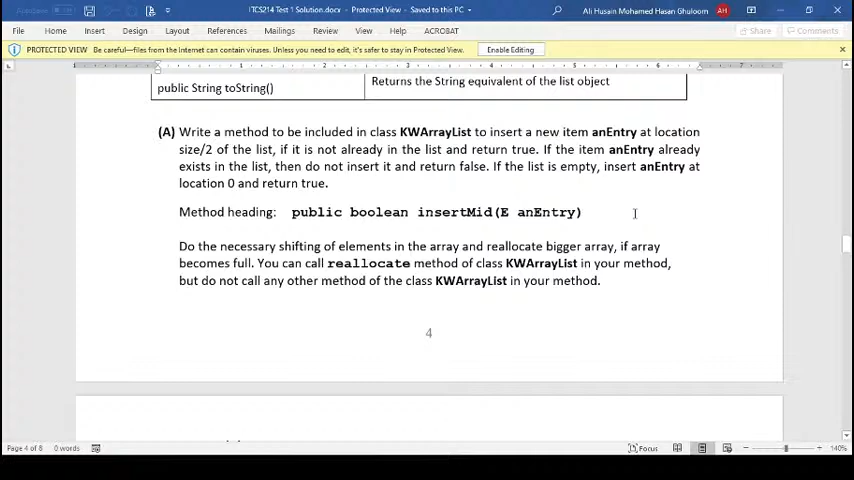 ITCS214 Test 1 Solution.docx - Protected View • Saved to this PC
Ali Husain Mohamed Hasan Ghuloom AH
File Home Insert Draw Design Layout References Mailings Review View Help ACROBAT Share Comments
PROTECTED VIEW Be careful—files from the Internet can contain viruses. Unless you need to edit, it's safer to stay in Protected View. Enable Editing
public String toString() Returns the String equivalent of the list object
(A) Write a method to be included in class KWArrayList to insert a new item anEntry at location
size/2 of the list, if it is not already in the list and return true. If the item anEntry already
exists in the list, then do not insert it and return false. If the list is empty, insert anEntry at
location 0 and return true.
Method heading: public boolean insertMid(E anEntry)
Do the necessary shifting of elements in the array and reallocate bigger array, if array
becomes full. You can call reallocate method of class KWArrayList in your method,
but do not call any other method of the class KWArrayList in your method.
4
Page 4 of 8 0 words Focus 140%